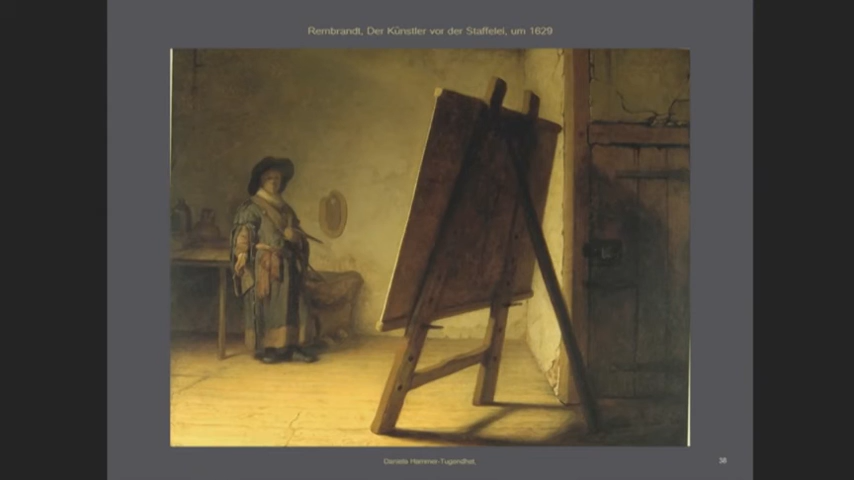 Rembrandt, Der Künstler vor der Staffelei, um 1629
Daniela Hammer-Tugendhat,
38